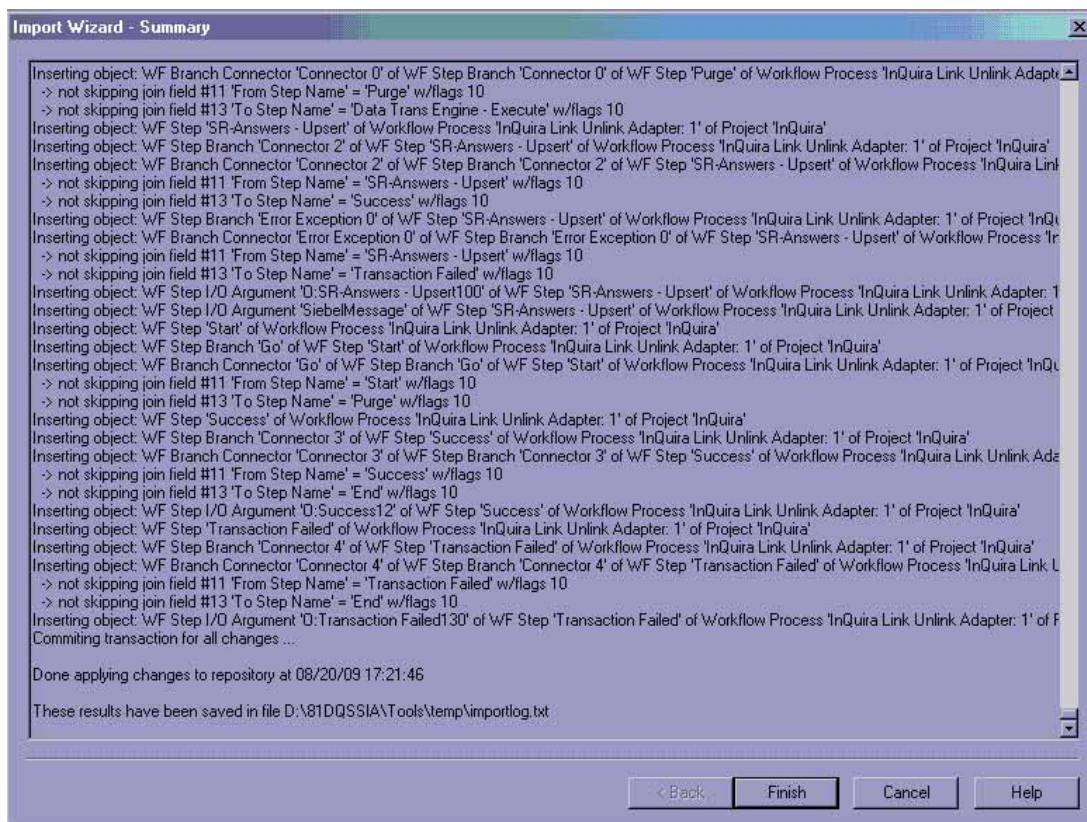 Import Wizard - Summary
Inserting object: WF Branch Connector 'Connector 0' of WF Step Branch 'Connector 0' of WF Step 'Purge' of Workflow Process 'InQuira Link Unlink Adapte
-> not skipping join field #11 'From Step Name' = 'Purge' w/flags 10
-> not skipping join field #13 'To Step Name' = 'Data Trans Engine - Execute' w/flags 10
Inserting object: WF Step 'SR-Answers - Upsert' of Workflow Process 'InQuira Link Unlink Adapter: 1' of Project 'InQuira'
Inserting object: WF Step Branch 'Connector 2' of WF Step 'SR-Answers - Upsert' of Workflow Process 'InQuira Link Unlink Adapter: 1' of Project 'InQuira'
Inserting object: WF Branch Connector 'Connector 2' of WF Step Branch 'Connector 2' of WF Step 'SR-Answers - Upsert' of Workflow Process 'InQuira Link
-> not skipping join field #11 'From Step Name' = 'SR-Answers - Upsert' w/flags 10
-> not skipping join field #13 'To Step Name' = 'Success' w/flags 10
Inserting object: WF Step Branch 'Error Exception 0' of WF Step 'SR-Answers - Upsert' of Workflow Process 'InQuira Link Unlink Adapter: 1' of Project 'InQu
Inserting object: WF Branch Connector 'Error Exception 0' of WF Step Branch 'Error Exception 0' of WF Step 'SR-Answers - Upsert' of Workflow Process 'In
-> not skipping join field #11 'From Step Name' = 'SR-Answers - Upsert' w/flags 10
-> not skipping join field #13 'To Step Name' = 'Transaction Failed' w/flags 10
Inserting object: WF Step I/O Argument 'O:SR-Answers - Upsert100' of WF Step 'SR-Answers - Upsert' of Workflow Process 'InQuira Link Unlink Adapter: 1
Inserting object: WF Step I/O Argument 'SiebelMessage' of WF Step 'SR-Answers - Upsert' of Workflow Process 'InQuira Link Unlink Adapter: 1' of Project
Inserting object: WF Step 'Start' of Workflow Process 'InQuira Link Unlink Adapter: 1' of Project 'InQuira'
Inserting object: WF Step Branch 'Go' of WF Step 'Start' of Workflow Process 'InQuira Link Unlink Adapter: 1' of Project 'InQuira'
Inserting object: WF Branch Connector 'Go' of WF Step Branch 'Go' of WF Step 'Start' of Workflow Process 'InQuira Link Unlink Adapter: 1' of Project 'InQu
-> not skipping join field #11 'From Step Name' = 'Start' w/flags 10
-> not skipping join field #13 'To Step Name' = 'Purge' w/flags 10
Inserting object: WF Step 'Success' of Workflow Process 'InQuira Link Unlink Adapter: 1' of Project 'InQuira'
Inserting object: WF Step Branch 'Connector 3' of WF Step 'Success' of Workflow Process 'InQuira Link Unlink Adapter: 1' of Project 'InQuira'
Inserting object: WF Branch Connector 'Connector 3' of WF Step Branch 'Connector 3' of WF Step 'Success' of Workflow Process 'InQuira Link Unlink Ada
-> not skipping join field #11 'From Step Name' = 'Success' w/flags 10
-> not skipping join field #13 'To Step Name' = 'End' w/flags 10
Inserting object: WF Step I/O Argument 'O:Success12' of WF Step 'Success' of Workflow Process 'InQuira Link Unlink Adapter: 1' of Project 'InQuira'
Inserting object: WF Step 'Transaction Failed' of Workflow Process 'InQuira Link Unlink Adapter: 1' of Project 'InQuira'
Inserting object: WF Step Branch 'Connector 4' of WF Step 'Transaction Failed' of Workflow Process 'InQuira Link Unlink Adapter: 1' of Project 'InQuira'
Inserting object: WF Branch Connector 'Connector 4' of WF Step Branch 'Connector 4' of WF Step 'Transaction Failed' of Workflow Process 'InQuira Link U
-> not skipping join field #11 'From Step Name' = 'Transaction Failed' w/flags 10
-> not skipping join field #13 'To Step Name' = 'End' w/flags 10
Inserting object: WF Step I/O Argument 'O:Transaction Failed130' of WF Step 'Transaction Failed' of Workflow Process 'InQuira Link Unlink Adapter: 1' of P
Commiting transaction for all changes ...
Done applying changes to repository at 08/20/09 17:21:46
These results have been saved in file D:\81DQSSIA\Tools\temp\importlog.txt
< Back Finish Cancel Help